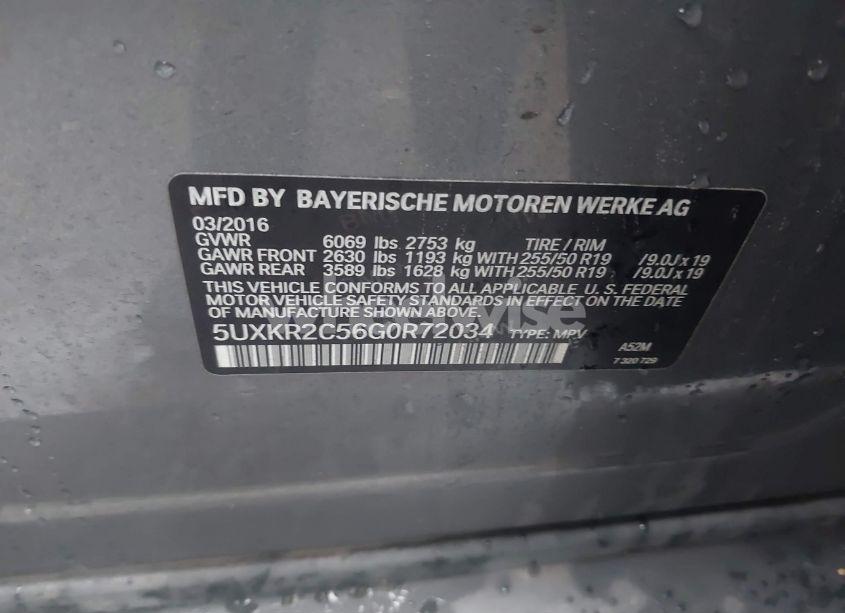 MFD BY BAYERISCHE MOTOREN WERKE AG
03/2016
GVWR 6069 lbs 2753 kg TIRE / RIM
GAWR FRONT 2630 lbs 1193 kg WITH 255/50 R19 /9.0J x 19
GAWR REAR 3589 lbs 1628 kg WITH 255/50 R19 /9.0J x 19
THIS VEHICLE CONFORMS TO ALL APPLICABLE U. S. FEDERAL
MOTOR VEHICLE SAFETY STANDARDS IN EFFECT ON THE DATE
OF MANUFACTURE SHOWN ABOVE.
5UXKR2C56G0R72034 TYPE: MPV
A52M
7 320 729